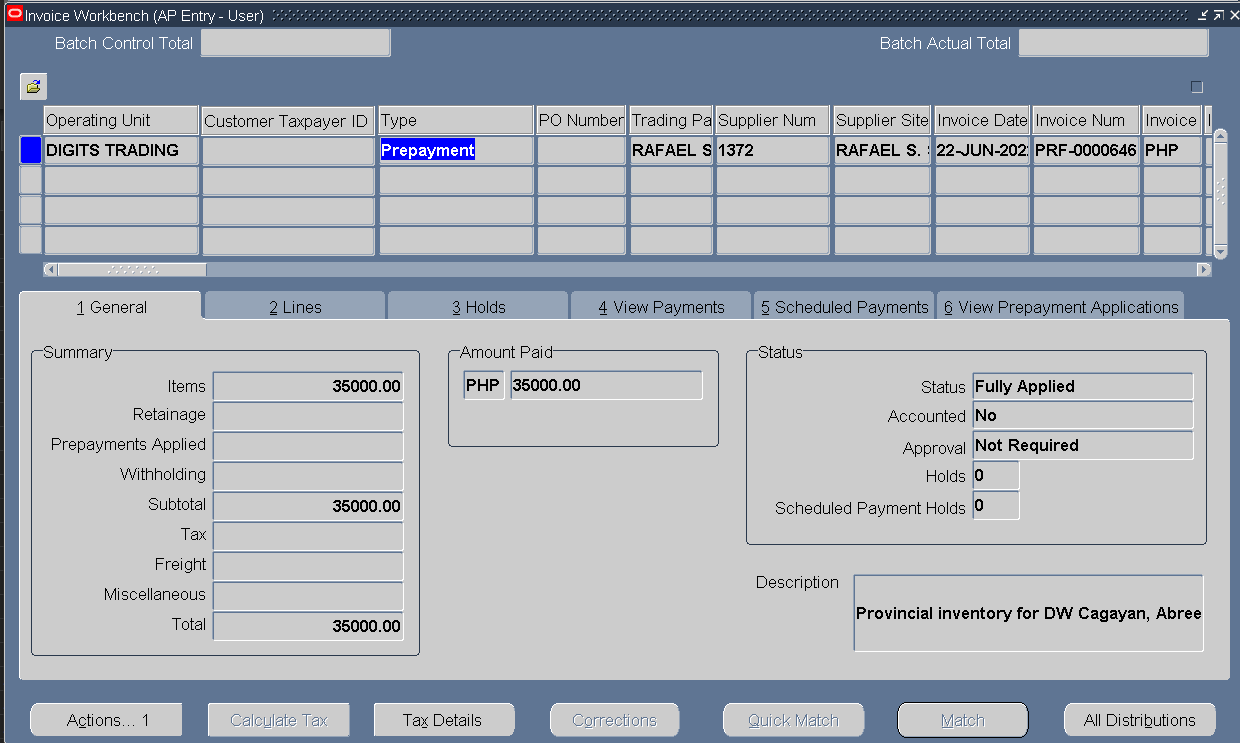 Invoice Workbench (AP Entry - User)
Batch Control Total
Batch Actual Total
Operating Unit Customer Taxpayer ID Type PO Number Trading Pa Supplier Num Supplier Site Invoice Date Invoice Num Invoice
DIGITS TRADING Prepayment RAFAEL S 1372 RAFAEL S. 22-JUN-202 PRF-0000646 PHP
1 General 2 Lines 3 Holds 4 View Payments 5 Scheduled Payments 6 View Prepayment Applications
Summary
Items 35000.00
Retainage
Prepayments Applied
Withholding
Subtotal 35000.00
Tax
Freight
Miscellaneous
Total 35000.00
Amount Paid
PHP 35000.00
Status
Status Fully Applied
Accounted No
Approval Not Required
Holds 0
Scheduled Payment Holds 0
Description Provincial inventory for DW Cagayan, Abree
Actions... 1 Calculate Tax Tax Details Corrections Quick Match Match All Distributions